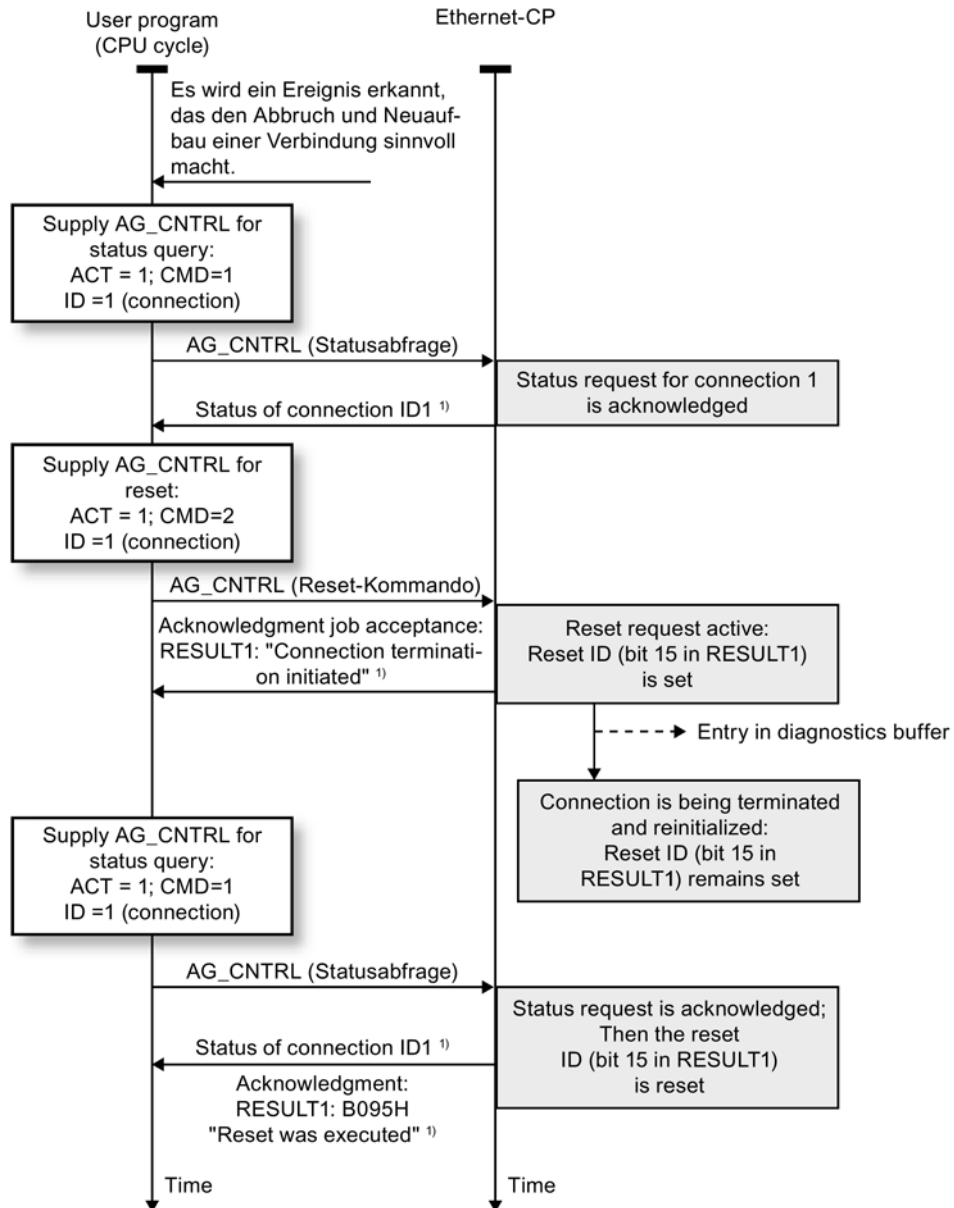 User program
(CPU cycle)
Ethernet-CP
Es wird ein Ereignis erkannt,
das den Abbruch und Neuauf-
bau einer Verbindung sinnvoll
macht.
Supply AG_CNTRL for
status query:
ACT = 1; CMD=1
ID =1 (connection)
AG_CNTRL (Statusabfrage)
Status request for connection 1
is acknowledged
Status of connection ID1 1)
Supply AG_CNTRL for
reset:
ACT = 1; CMD=2
ID =1 (connection)
AG_CNTRL (Reset-Kommando)
Acknowledgment job acceptance:
RESULT1: "Connection terminati-
on initiated" 1)
Reset request active:
Reset ID (bit 15 in RESULT1)
is set
Entry in diagnostics buffer
Connection is being terminated
and reinitialized:
Reset ID (bit 15 in
RESULT1) remains set
Supply AG_CNTRL for
status query:
ACT = 1; CMD=1
ID =1 (connection)
AG_CNTRL (Statusabfrage)
Status request is acknowledged;
Then the reset
ID (bit 15 in RESULT1)
is reset
Status of connection ID1 1)
Acknowledgment:
RESULT1: B095H
"Reset was executed" 1)
Time
Time